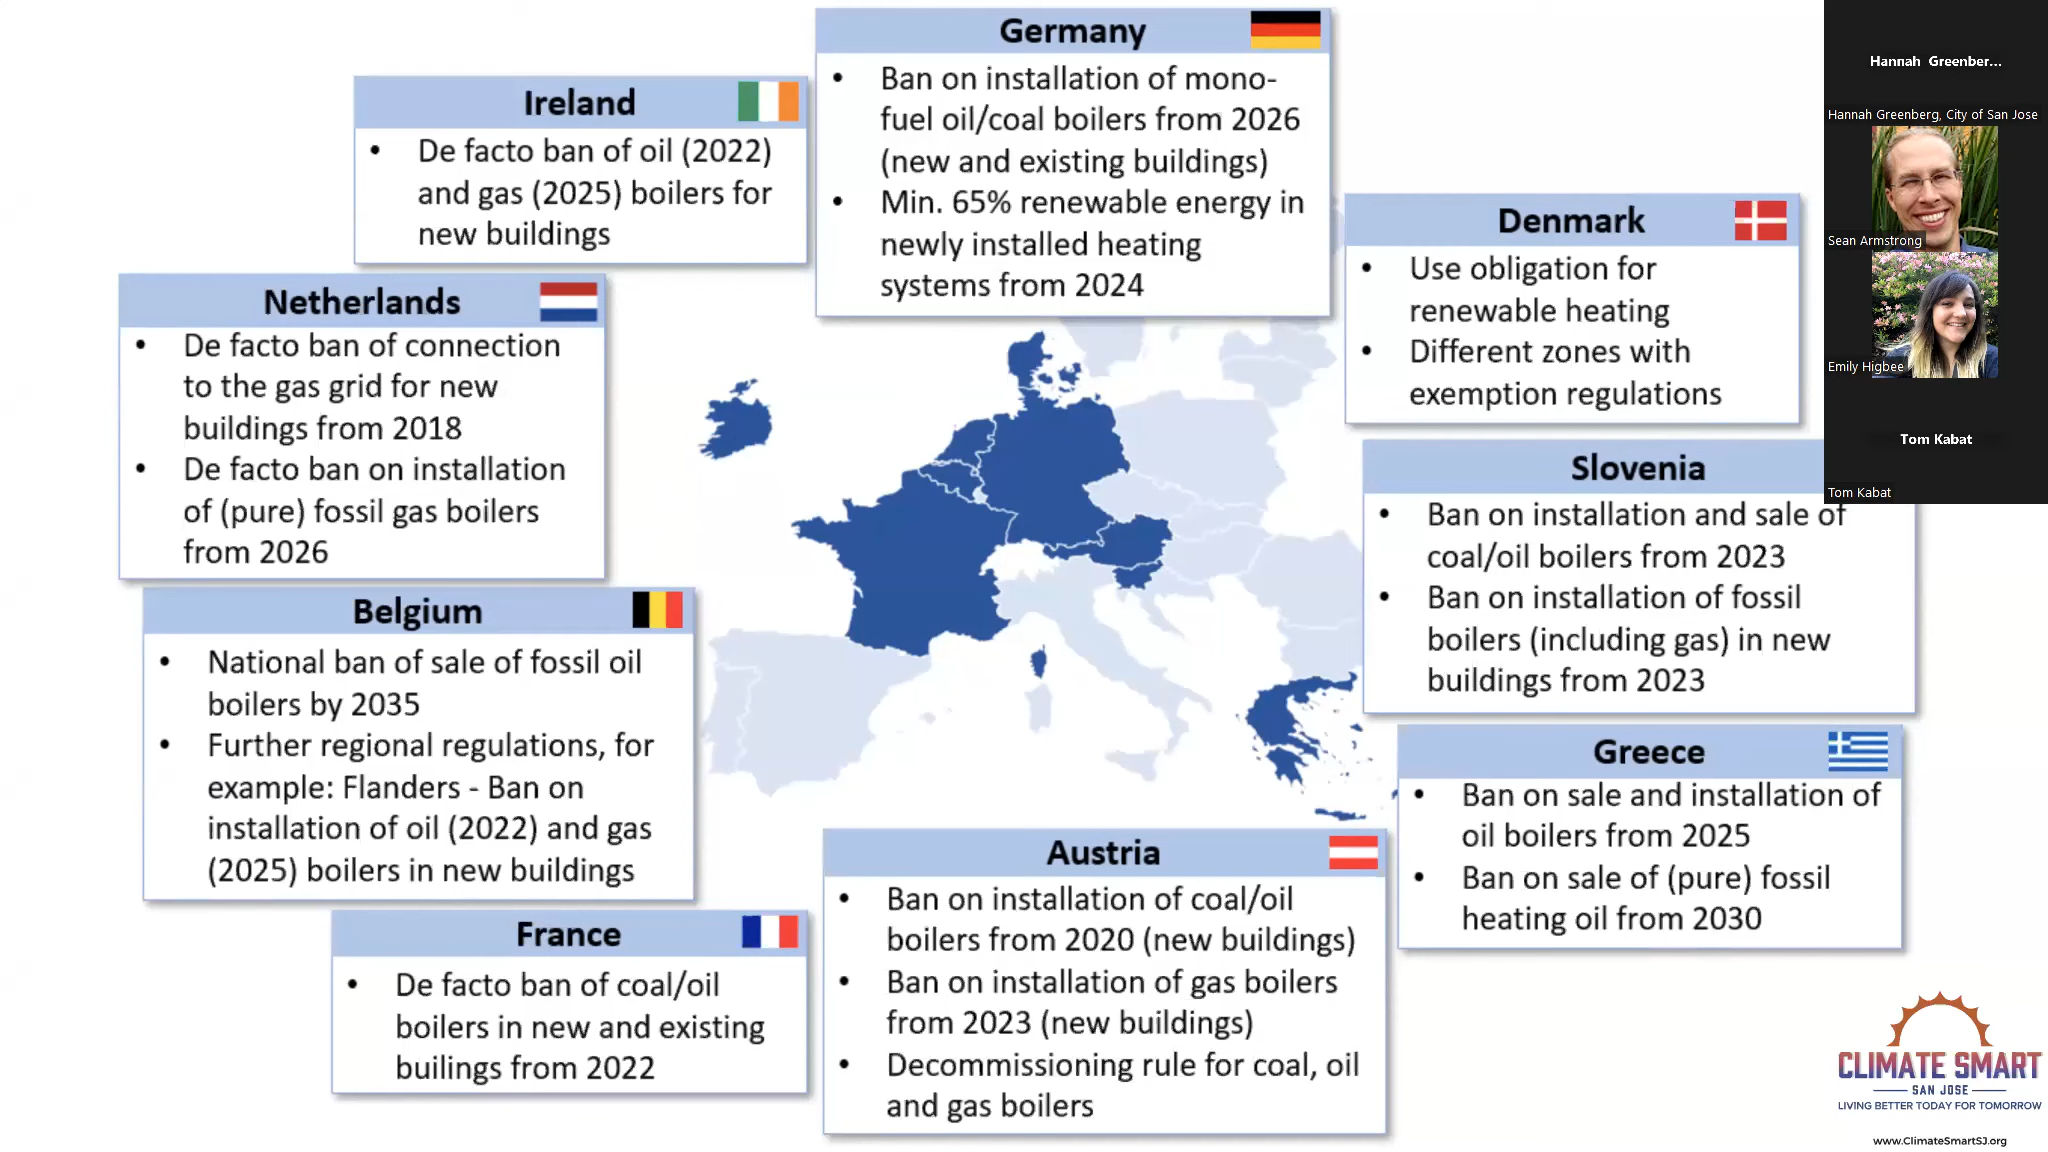 Germany
• Ban on installation of mono-
fuel oil/coal boilers from 2026
(new and existing buildings)
• Min. 65% renewable energy in
newly installed heating
systems from 2024
Ireland
• De facto ban of oil (2022)
and gas (2025) boilers for
new buildings
Denmark
• Use obligation for
renewable heating
• Different zones with
exemption regulations
Netherlands
• De facto ban of connection
to the gas grid for new
buildings from 2018
• De facto ban on installation
of (pure) fossil gas boilers
from 2026
Slovenia
• Ban on installation and sale of
coal/oil boilers from 2023
• Ban on installation of fossil
boilers (including gas) in new
buildings from 2023
Belgium
• National ban of sale of fossil oil
boilers by 2035
• Further regional regulations, for
example: Flanders - Ban on
installation of oil (2022) and gas
(2025) boilers in new buildings
Greece
• Ban on sale and installation of
oil boilers from 2025
• Ban on sale of (pure) fossil
heating oil from 2030
France
• De facto ban of coal/oil
boilers in new and existing
builings from 2022
Austria
• Ban on installation of coal/oil
boilers from 2020 (new buildings)
• Ban on installation of gas boilers
from 2023 (new buildings)
• Decommissioning rule for coal, oil
and gas boilers
Hannah Greenber...
Hannah Greenberg, City of San Jose
Sean Armstrong
Emily Higbee
Tom Kabat
Tom Kabat
CLIMATE SMART
SAN JOSE
LIVING BETTER TODAY FOR TOMORROW
www.ClimateSmartSJ.org